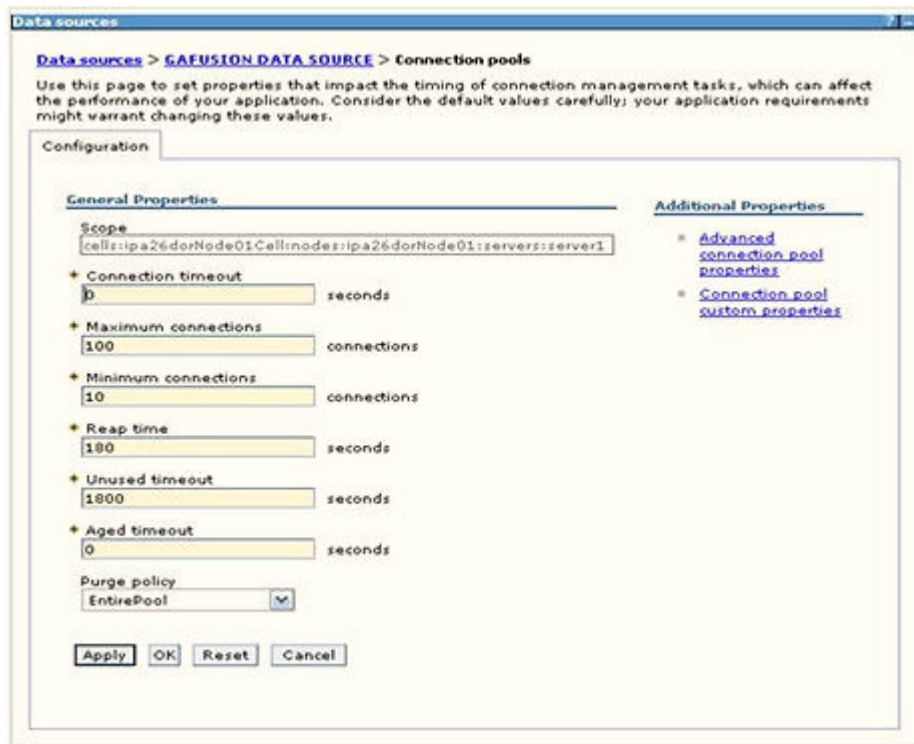 Data sources
? –
Data sources > GAFUSION DATA SOURCE > Connection pools
Use this page to set properties that impact the timing of connection management tasks, which can affect
the performance of your application. Consider the default values carefully; your application requirements
might warrant changing these values.
Configuration
General Properties
Scope
cells:ipa26dorNode01Cell:nodes:ipa26dorNode01:servers:server1
* Connection timeout
0 seconds
* Maximum connections
100 connections
* Minimum connections
10 connections
* Reap time
180 seconds
* Unused timeout
1800 seconds
* Aged timeout
0 seconds
Purge policy
EntirePool
Apply OK Reset Cancel
Additional Properties
Advanced
connection pool
properties
Connection pool
custom properties